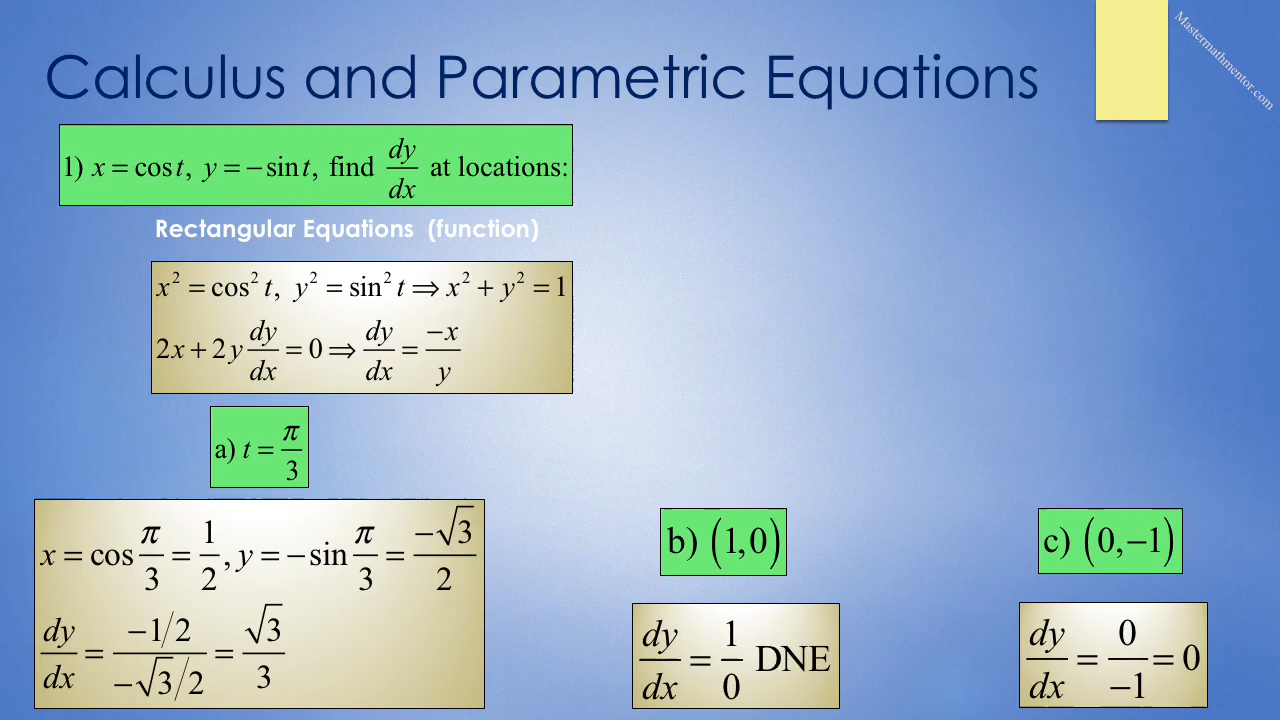 Calculus and Parametric Equations
Mastermathmentor.com
1) x = cos t, y = − sin t, find dy/dx at locations:
Rectangular Equations (function)
x² = cos² t, y² = sin² t ⇒ x² + y² = 1
2x + 2y dy/dx = 0 ⇒ dy/dx = −x/y
a) t = π/3
x = cos π/3 = 1/2, y = − sin π/3 = −√3/2
dy/dx = (−1/2)/(−√3/2) = √3/3
b) (1,0)
dy/dx = 1/0 DNE
c) (0,−1)
dy/dx = 0/−1 = 0